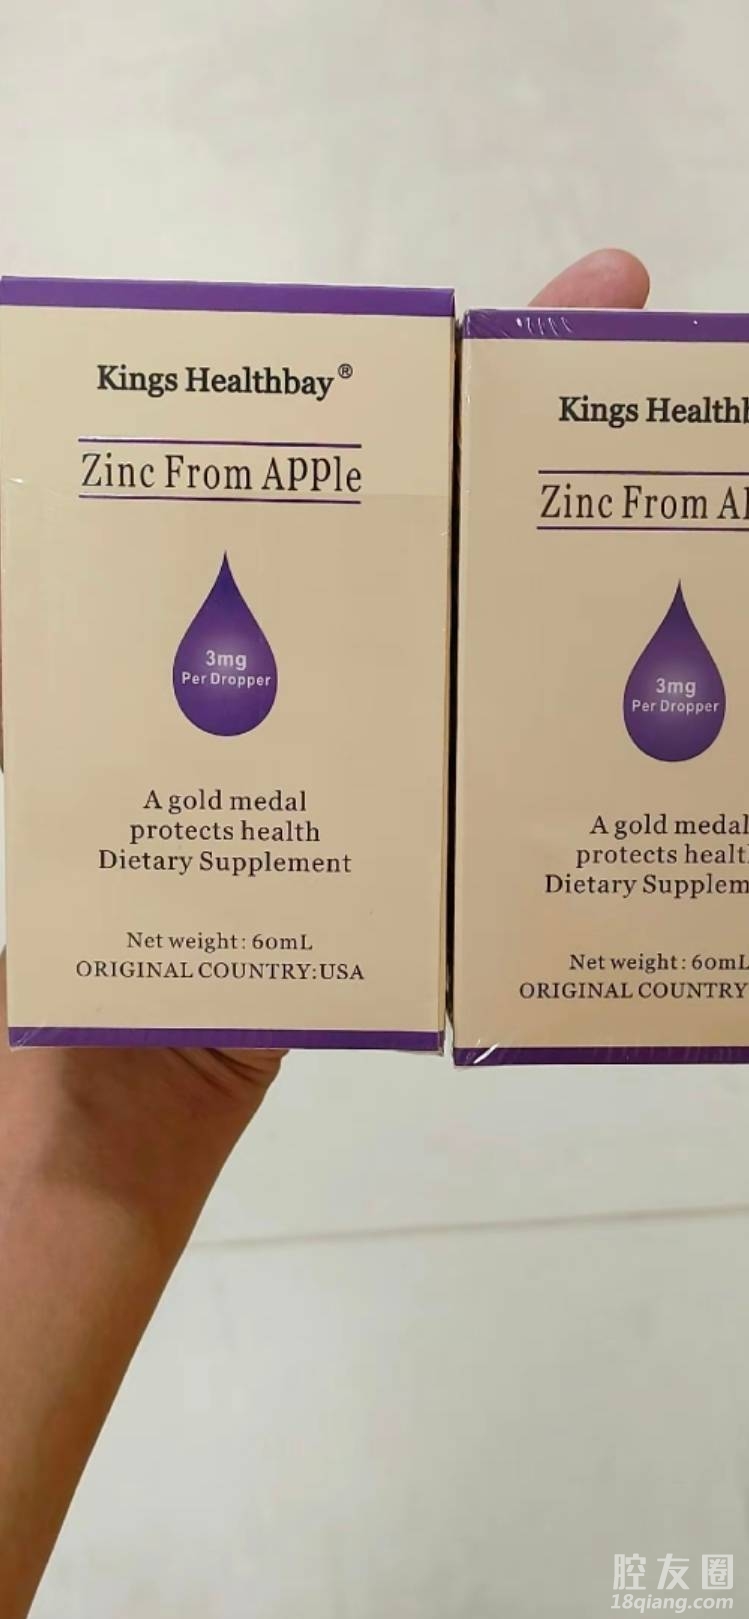 Kings Healthbay®
Zinc From APPle
3mg
Per Dropper
A gold medal
protects health
Dietary Supplement
Net weight: 60mL
ORIGINAL COUNTRY:USA
Kings Health
Zinc From
3mg
Per Dropper
A gold medal
protects
Dietary
Net weight: 60mL
ORIGINAL COUNTRY
腔友圈
18qiang.com